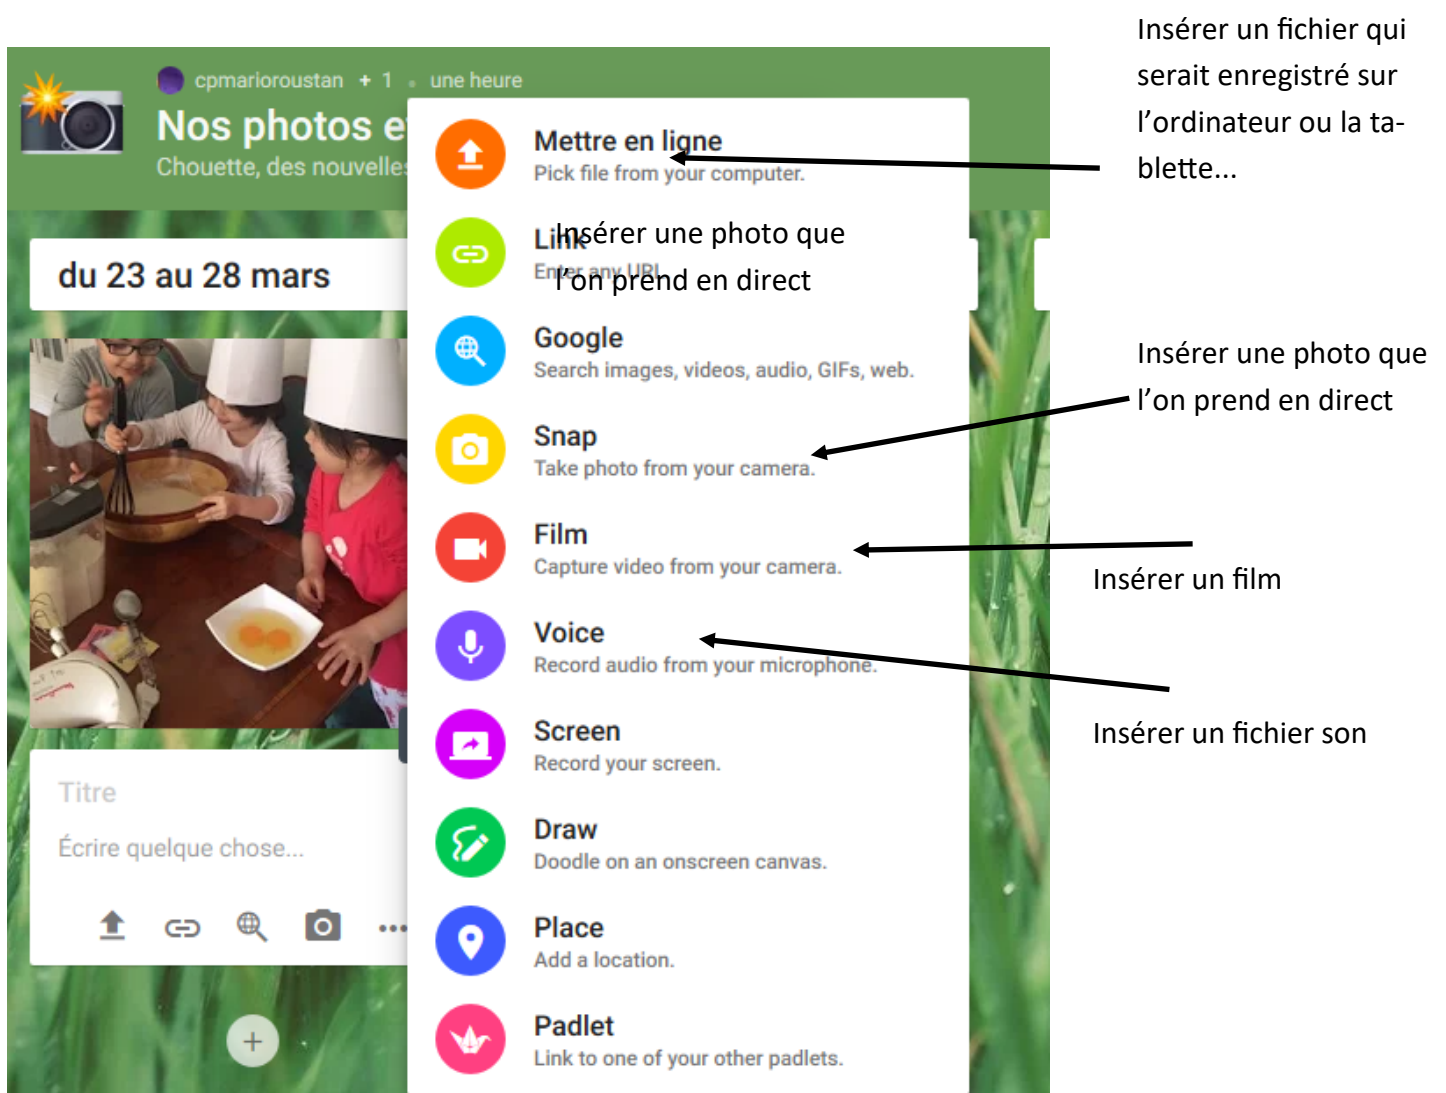 Insérer un fichier qui
serait enregistré sur
l’ordinateur ou la ta-
blette...
cpmarioroustan + 1 . une heure
Nos photos e
Chouette, des nouvelles
Mettre en ligne
Pick file from your computer.
du 23 au 28 mars
Link
Enter any URL
Insérer une photo que
l’on prend en direct
Google
Search images, videos, audio, GIFs, web.
Insérer une photo que
l’on prend en direct
Snap
Take photo from your camera.
Film
Capture video from your camera.
Insérer un film
Voice
Record audio from your microphone.
Insérer un fichier son
Screen
Record your screen.
Titre
Écrire quelque chose...
Draw
Doodle on an onscreen canvas.
Place
Add a location.
Padlet
Link to one of your other padlets.